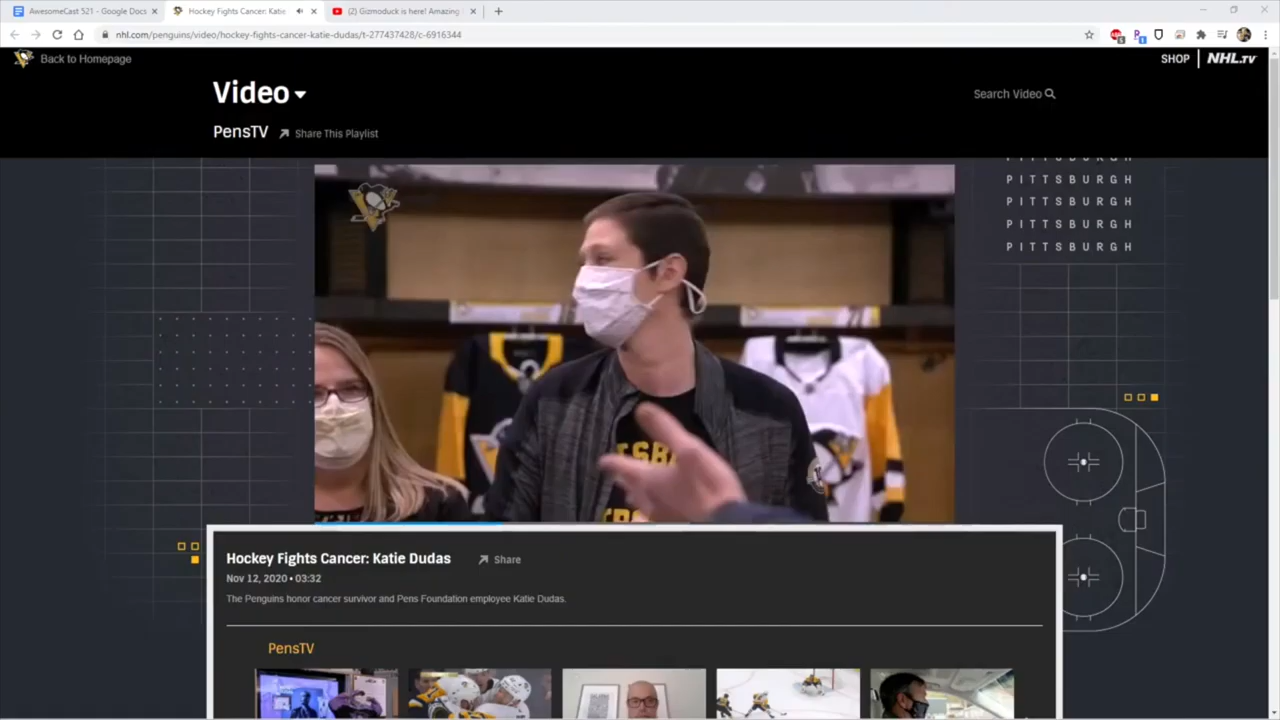 AwesomeCast 521 - Google Docs
Hockey Fights Cancer: Katie
(2) Gizmoduck is here! Amazing
nhl.com/penguins/video/hockey-fights-cancer-katie-dudas/t-277437428/c-6916344
Back to Homepage
SHOP
NHL.TV
Video
Search Video
PensTV
Share This Playlist
PITTSBURGH
PITTSBURGH
PITTSBURGH
PITTSBURGH
PITTSBURGH
Hockey Fights Cancer: Katie Dudas
Share
Nov 12, 2020 • 03:32
The Penguins honor cancer survivor and Pens Foundation employee Katie Dudas.
PensTV